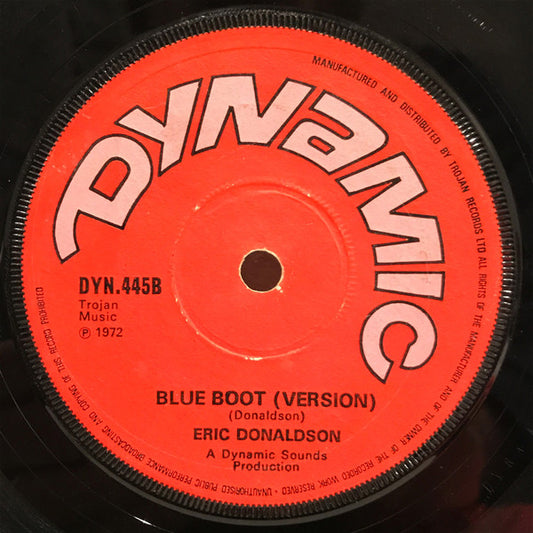 DYNAMIC
MANUFACTURED AND DISTRIBUTED BY TROJAN RECORDS LTD ALL RIGHTS OF THE MANUFACTURER AND OF THE OWNER OF THE RECORDED WORK RESERVED - UNAUTHORISED PUBLIC PERFORMANCE BROADCASTING AND COPYING OF THIS RECORD PROHIBITED
DYN.445B
Trojan
Music
℗ 1972
BLUE BOOT (VERSION)
(Donaldson)
ERIC DONALDSON
A Dynamic Sounds
Production